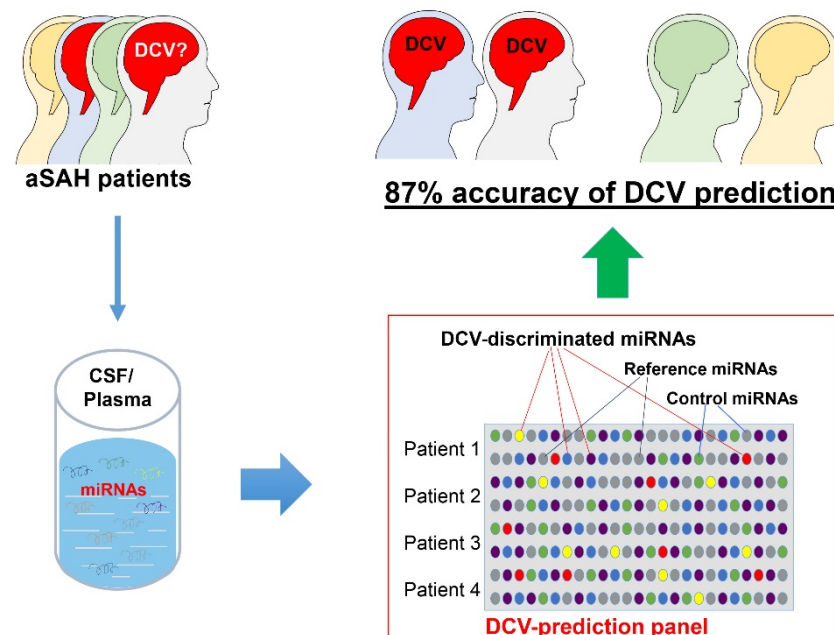 DCV?
aSAH patients
DCV
DCV
87% accuracy of DCV prediction
CSF/
Plasma
miRNAs
DCV-discriminated miRNAs
Reference miRNAs
Control miRNAs
Patient 1
Patient 2
Patient 3
Patient 4
DCV-prediction panel